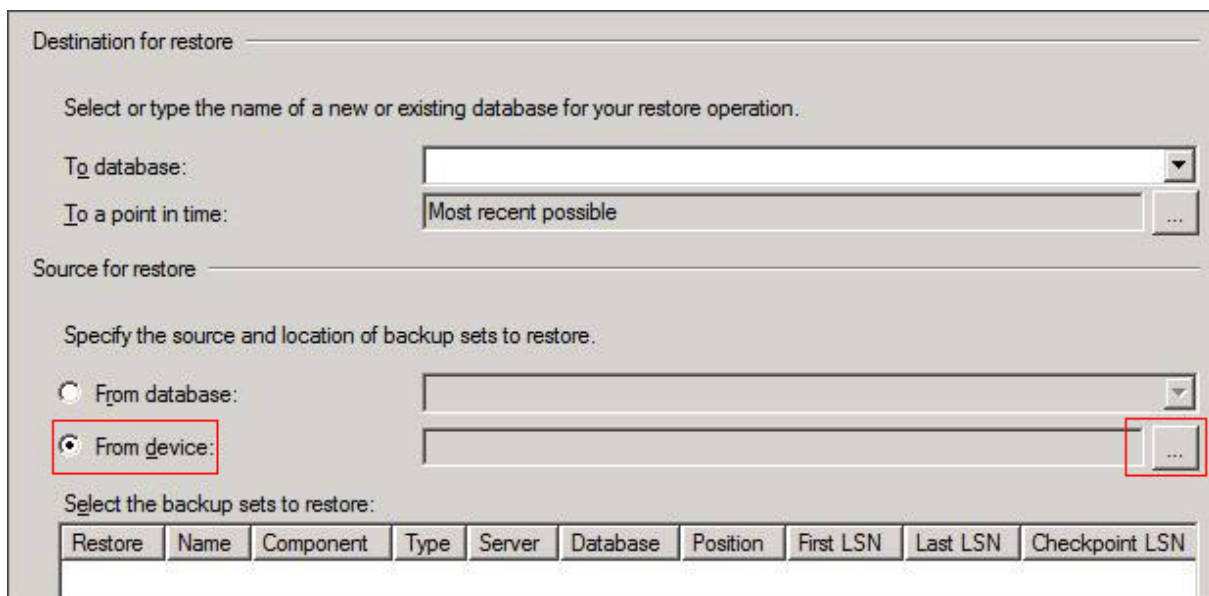 Destination for restore
Select or type the name of a new or existing database for your restore operation.
To database:
To a point in time: Most recent possible ...
Source for restore
Specify the source and location of backup sets to restore.
From database:
From device: ...
Select the backup sets to restore:
Restore Name Component Type Server Database Position First LSN Last LSN Checkpoint LSN